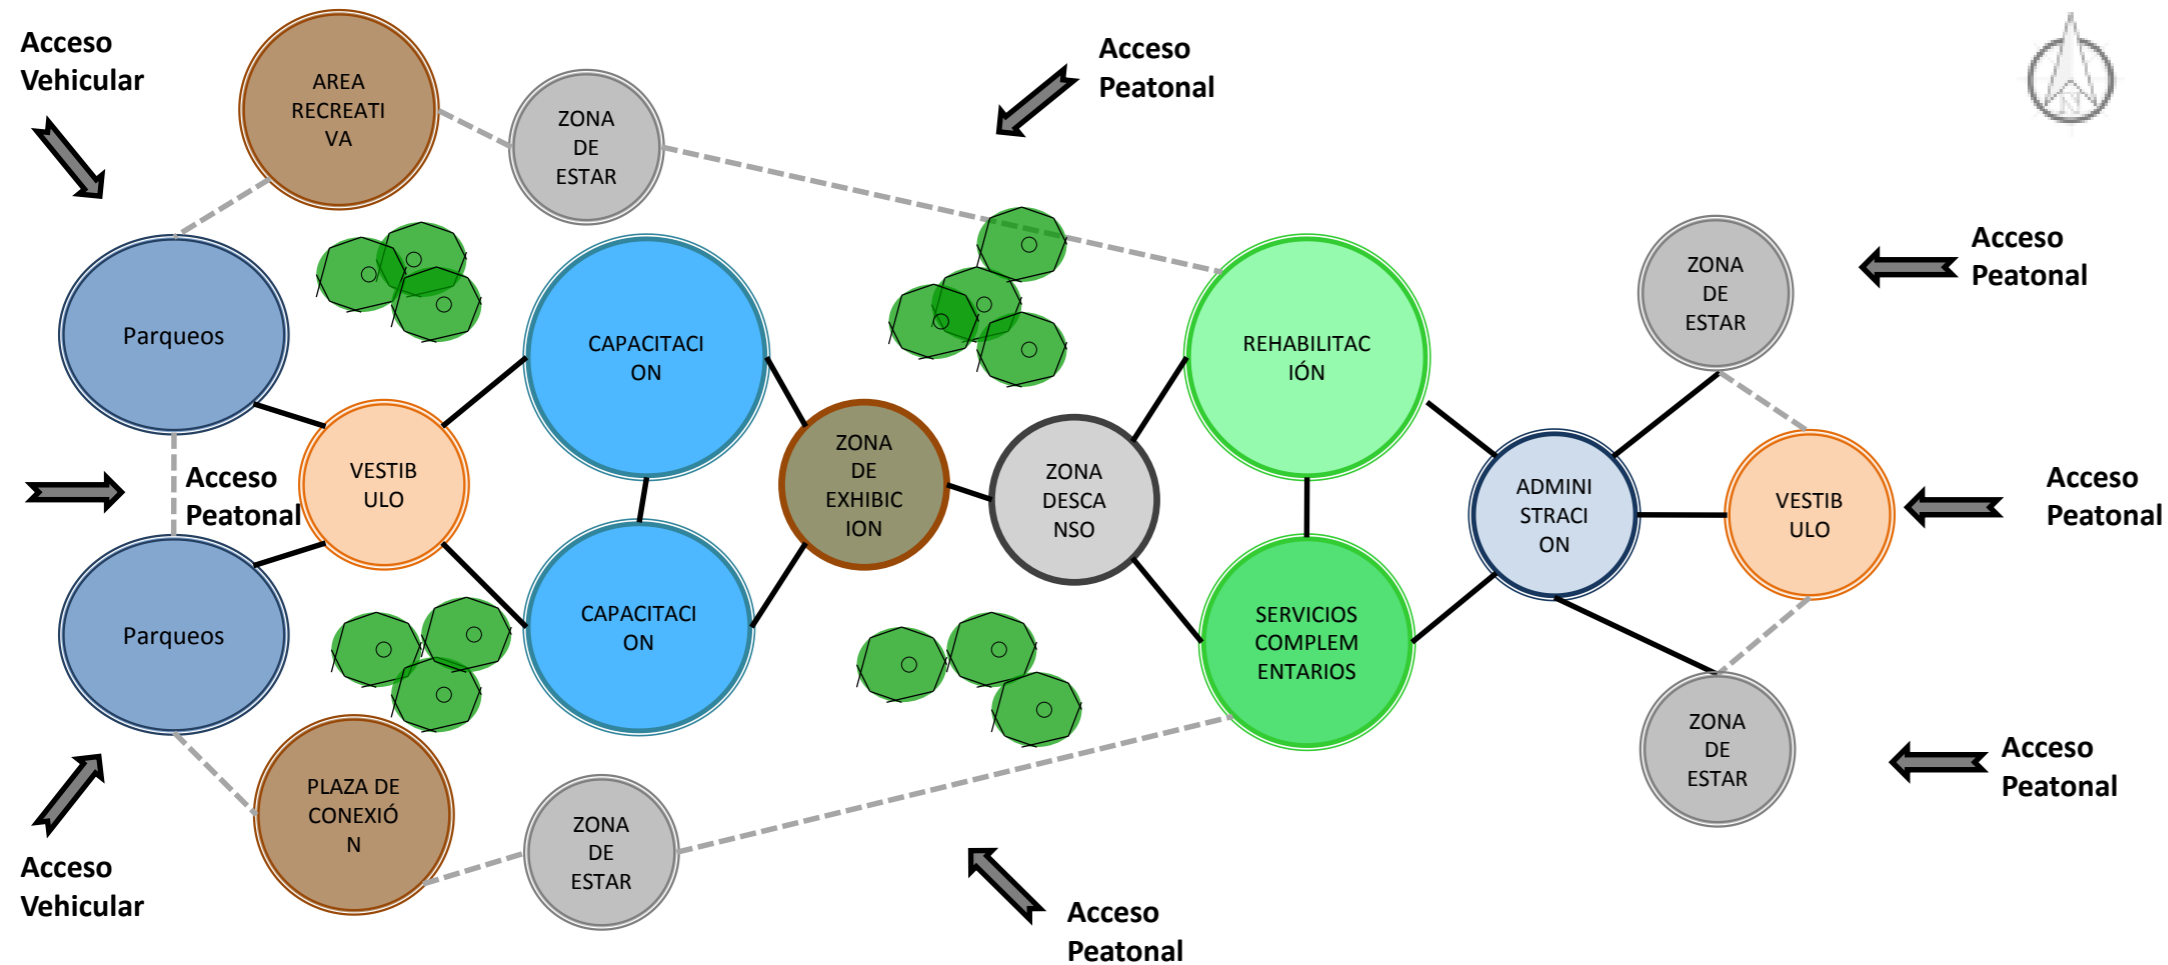 Acceso
Vehicular
AREA
RECREATI
VA
ZONA
DE
ESTAR
Acceso
Peatonal
N
Parqueos
CAPACITACI
ON
REHABILITAC
IÓN
ZONA
DE
ESTAR
Acceso
Peatonal
Acceso
Peatonal
VESTIB
ULO
ZONA
DE
EXHIBIC
ION
ZONA
DESCA
NSO
ADMINI
STRACI
ON
VESTIB
ULO
Acceso
Peatonal
Parqueos
CAPACITACI
ON
SERVICIOS
COMPLEM
ENTARIOS
PLAZA DE
CONEXIÓ
N
ZONA
DE
ESTAR
ZONA
DE
ESTAR
Acceso
Peatonal
Acceso
Vehicular
Acceso
Peatonal